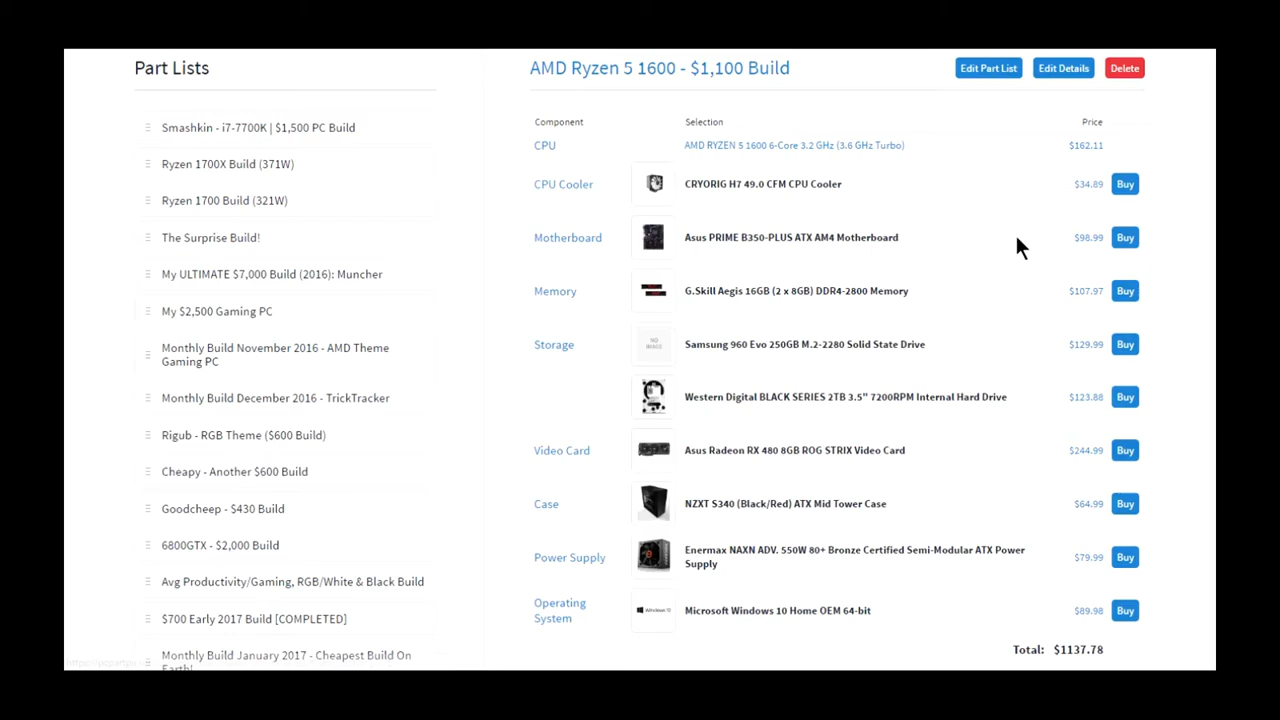 Part Lists
Smashkin - i7-7700K | $1,500 PC Build
Ryzen 1700X Build (371W)
Ryzen 1700 Build (321W)
The Surprise Build!
My ULTIMATE $7,000 Build (2016): Muncher
My $2,500 Gaming PC
Monthly Build November 2016 - AMD Theme
Gaming PC
Monthly Build December 2016 - TrickTracker
Rigub - RGB Theme ($600 Build)
Cheapy - Another $600 Build
Goodcheep - $430 Build
6800GTX - $2,000 Build
Avg Productivity/Gaming, RGB/White & Black Build
$700 Early 2017 Build [COMPLETED]
Monthly Build January 2017 - Cheapest Build On
Earth!
AMD Ryzen 5 1600 - $1,100 Build
Edit Part List Edit Details Delete
Component Selection Price
CPU AMD RYZEN 5 1600 6-Core 3.2 GHz (3.6 GHz Turbo) $162.11
CPU Cooler CRYORIG H7 49.0 CFM CPU Cooler $34.89 Buy
Motherboard Asus PRIME B350-PLUS ATX AM4 Motherboard $98.99 Buy
Memory G.Skill Aegis 16GB (2 x 8GB) DDR4-2800 Memory $107.97 Buy
Storage NO IMAGE Samsung 960 Evo 250GB M.2-2280 Solid State Drive $129.99 Buy
Western Digital BLACK SERIES 2TB 3.5" 7200RPM Internal Hard Drive $123.88 Buy
Video Card Asus Radeon RX 480 8GB ROG STRIX Video Card $244.99 Buy
Case NZXT S340 (Black/Red) ATX Mid Tower Case $64.99 Buy
Power Supply Enermax NAXN ADV. 550W 80+ Bronze Certified Semi-Modular ATX Power
Supply $79.99 Buy
Operating
System Windows 10 Microsoft Windows 10 Home OEM 64-bit $89.98 Buy
Total: $1137.78